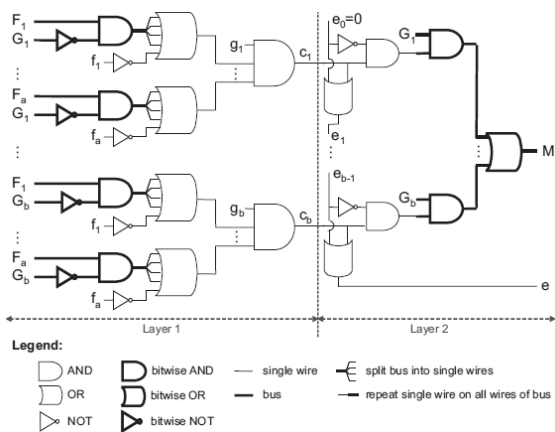 F1
G1
f1
g1
c1
e0=0
G1
Fa
Ga
fa
e1
M
F1
Gb
f1
gb
cb
eb-1
Gb
Fa
Gb
fa
e
Layer 1
Layer 2
Legend:
AND
bitwise AND
single wire
split bus into single wires
OR
bitwise OR
bus
repeat single wire on all wires of bus
NOT
bitwise NOT